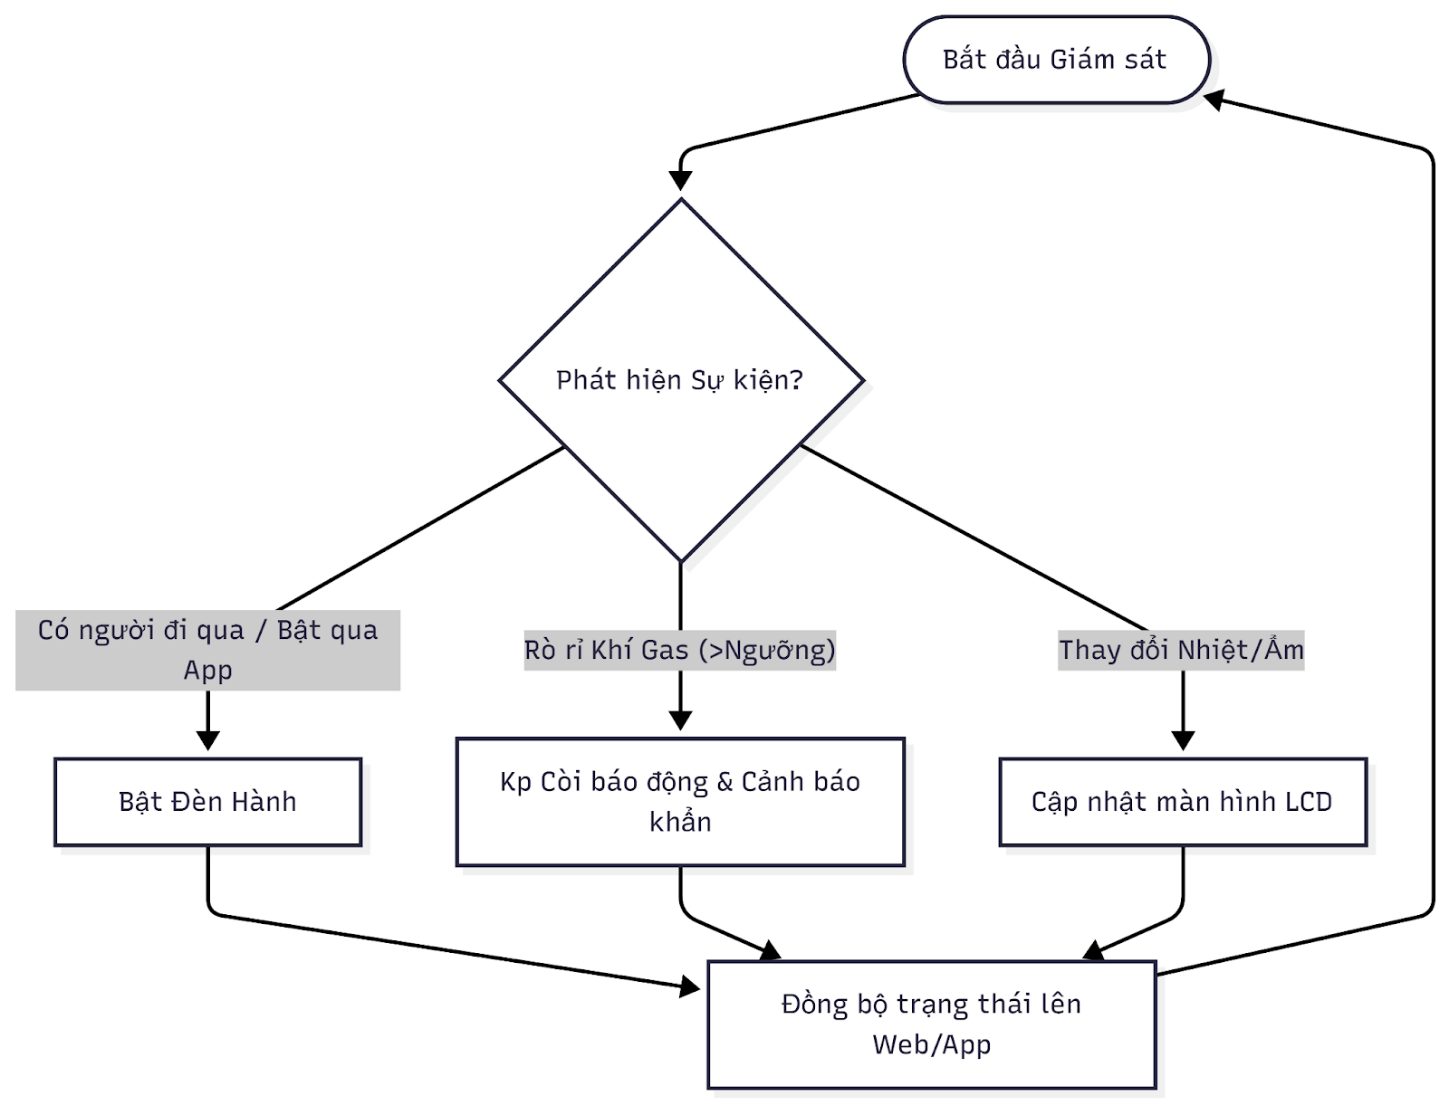 Bắt đầu Giám sát
Phát hiện Sự kiện?
Có người đi qua / Bật qua
App
Rò rỉ Khí Gas (>Ngưỡng)
Thay đổi Nhiệt/Ẩm
Bật Đèn Hành
Kp Còi báo động & Cảnh báo
khẩn
Cập nhật màn hình LCD
Đồng bộ trạng thái lên
Web/App